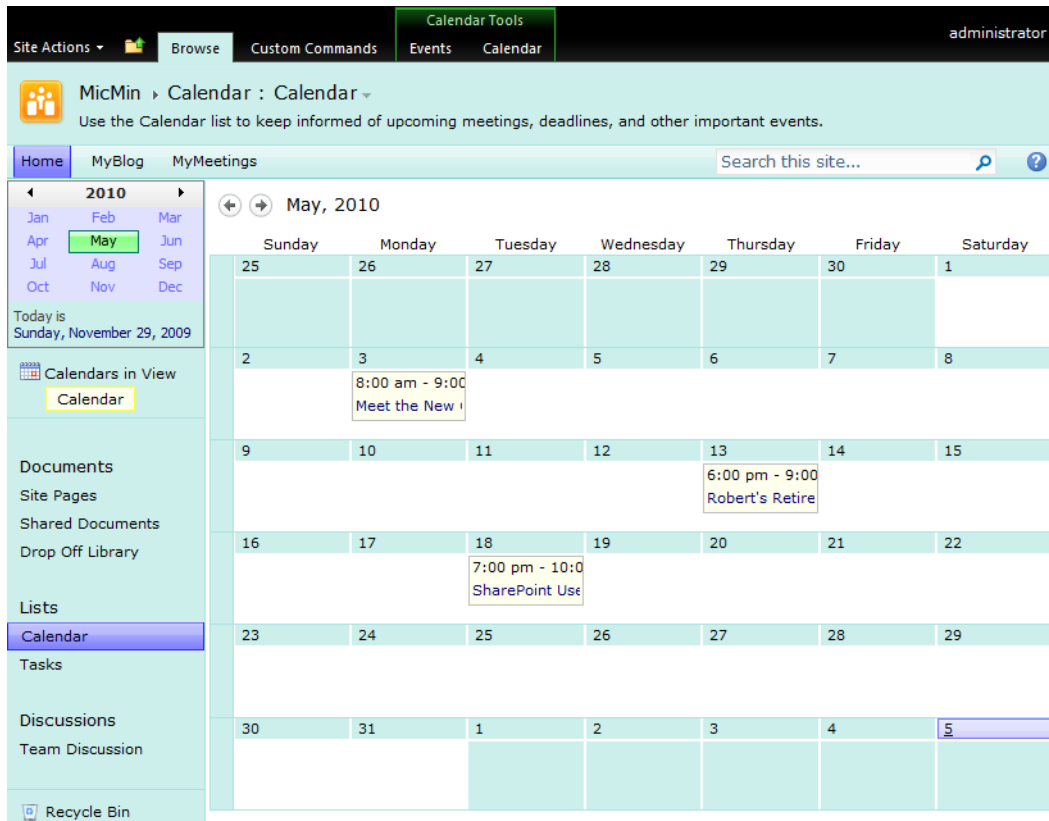 Calendar Tools
Site Actions Browse Custom Commands Events Calendar administrator
MicMin Calendar : Calendar
Use the Calendar list to keep informed of upcoming meetings, deadlines, and other important events.
Home MyBlog MyMeetings Search this site...
2010
Jan Feb Mar
Apr May Jun
Jul Aug Sep
Oct Nov Dec
Today is
Sunday, November 29, 2009
Calendars in View
Calendar
Documents
Site Pages
Shared Documents
Drop Off Library
Lists
Calendar
Tasks
Discussions
Team Discussion
Recycle Bin
May, 2010
Sunday Monday Tuesday Wednesday Thursday Friday Saturday
25 26 27 28 29 30 1
2 3 4 5 6 7 8
8:00 am - 9:00
Meet the New
9 10 11 12 13 14 15
6:00 pm - 9:00
Robert's Retire
16 17 18 19 20 21 22
7:00 pm - 10:0
SharePoint Use
23 24 25 26 27 28 29
30 31 1 2 3 4 5